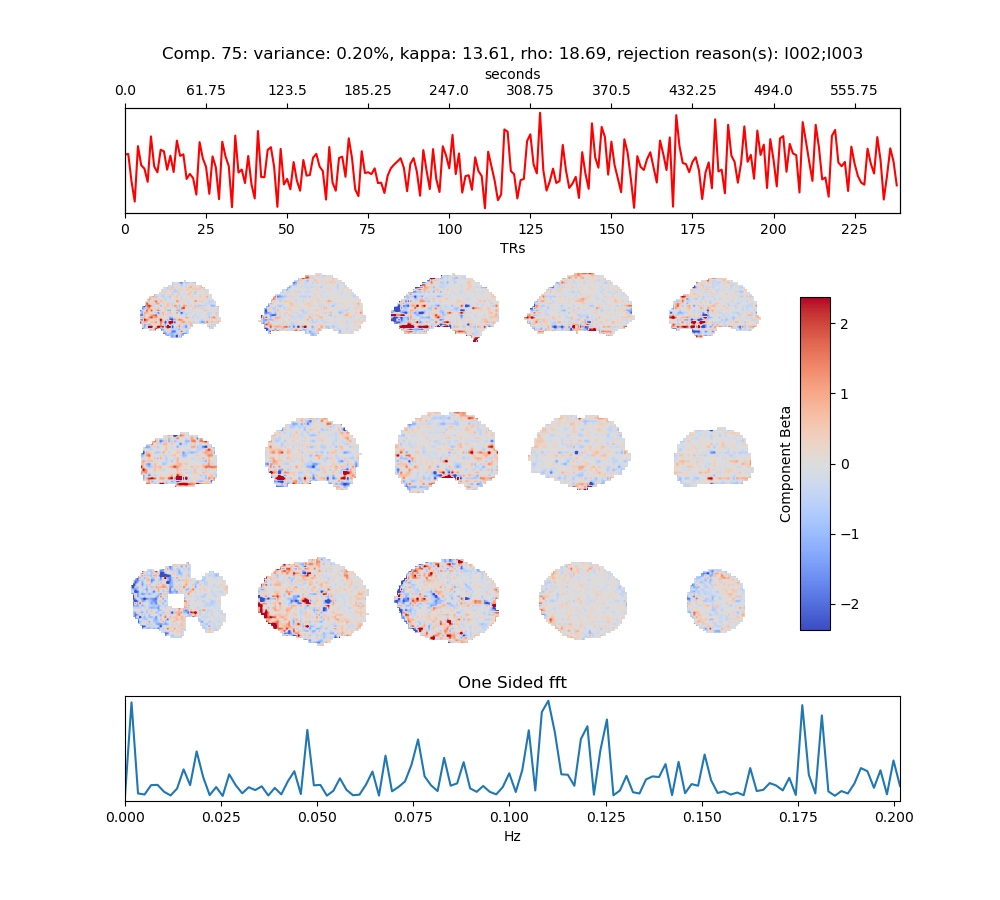 Comp. 75: variance: 0.20%, kappa: 13.61, rho: 18.69, rejection reason(s): I002;I003
seconds
0.0 61.75 123.5 185.25 247.0 308.75 370.5 432.25 494.0 555.75
0 25 50 75 100 125 150 175 200 225
TRs
2
1
0
−1
−2
Component Beta
One Sided fft
0.000 0.025 0.050 0.075 0.100 0.125 0.150 0.175 0.200
Hz